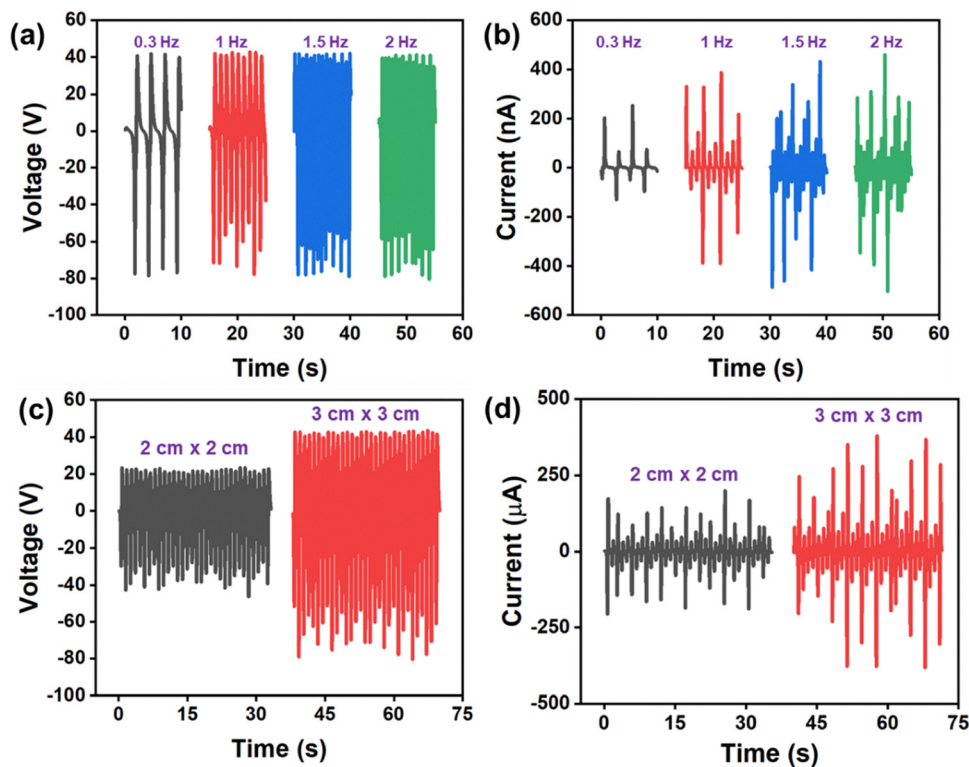 (a)
0.3 Hz 1 Hz 1.5 Hz 2 Hz
Voltage (V)
60
40
20
0
-20
-40
-60
-80
-100
0 10 20 30 40 50 60
Time (s)
(b)
0.3 Hz 1 Hz 1.5 Hz 2 Hz
Current (nA)
600
400
200
0
-200
-400
-600
0 10 20 30 40 50 60
Time (s)
(c)
2 cm x 2 cm
3 cm x 3 cm
Voltage (V)
60
40
20
0
-20
-40
-60
-80
-100
0 15 30 45 60 75
Time (s)
(d)
2 cm x 2 cm
3 cm x 3 cm
Current (μA)
500
250
0
-250
-500
0 15 30 45 60 75
Time (s)